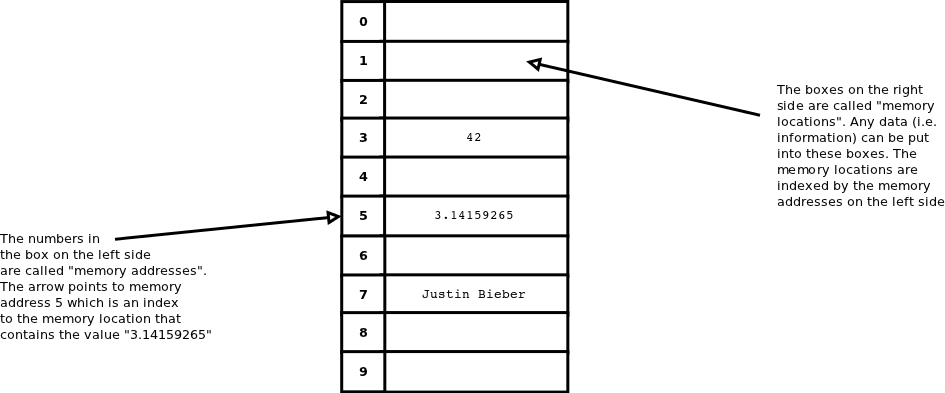 0
1
2
3 42
4
5 3.14159265
6
7 Justin Bieber
8
9
The boxes on the right
side are called "memory
locations". Any data (i.e.
information) can be put
into these boxes. The
memory locations are
indexed by the memory
addresses on the left side
The numbers in
the box on the left side
are called "memory addresses".
The arrow points to memory
address 5 which is an index
to the memory location that
contains the value "3.14159265"